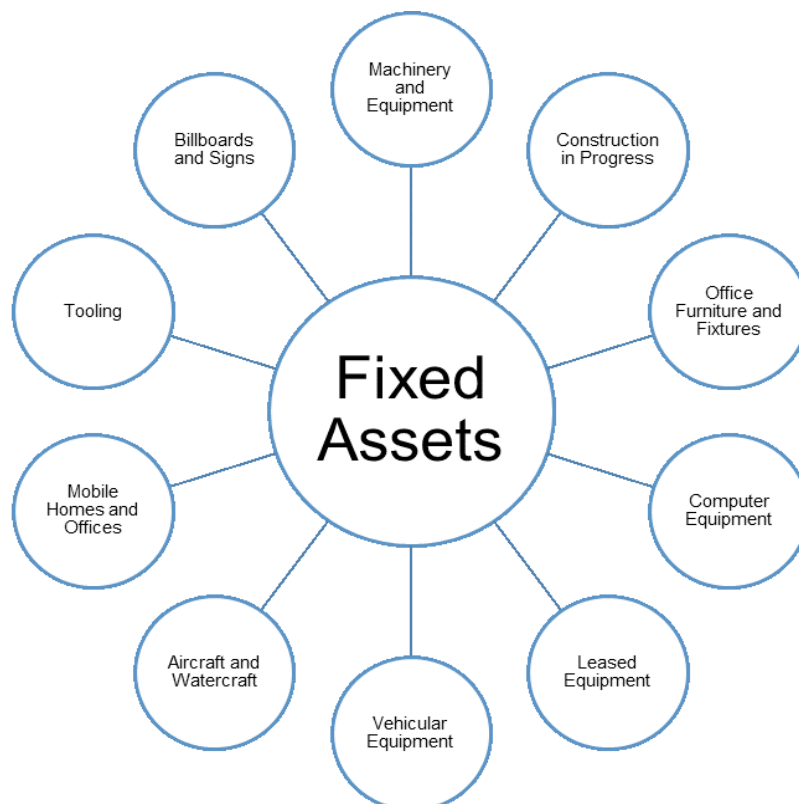 Machinery
and
Equipment
Construction
in Progress
Office
Furniture and
Fixtures
Computer
Equipment
Leased
Equipment
Vehicular
Equipment
Aircraft and
Watercraft
Mobile
Homes and
Offices
Tooling
Billboards
and Signs
Fixed
Assets